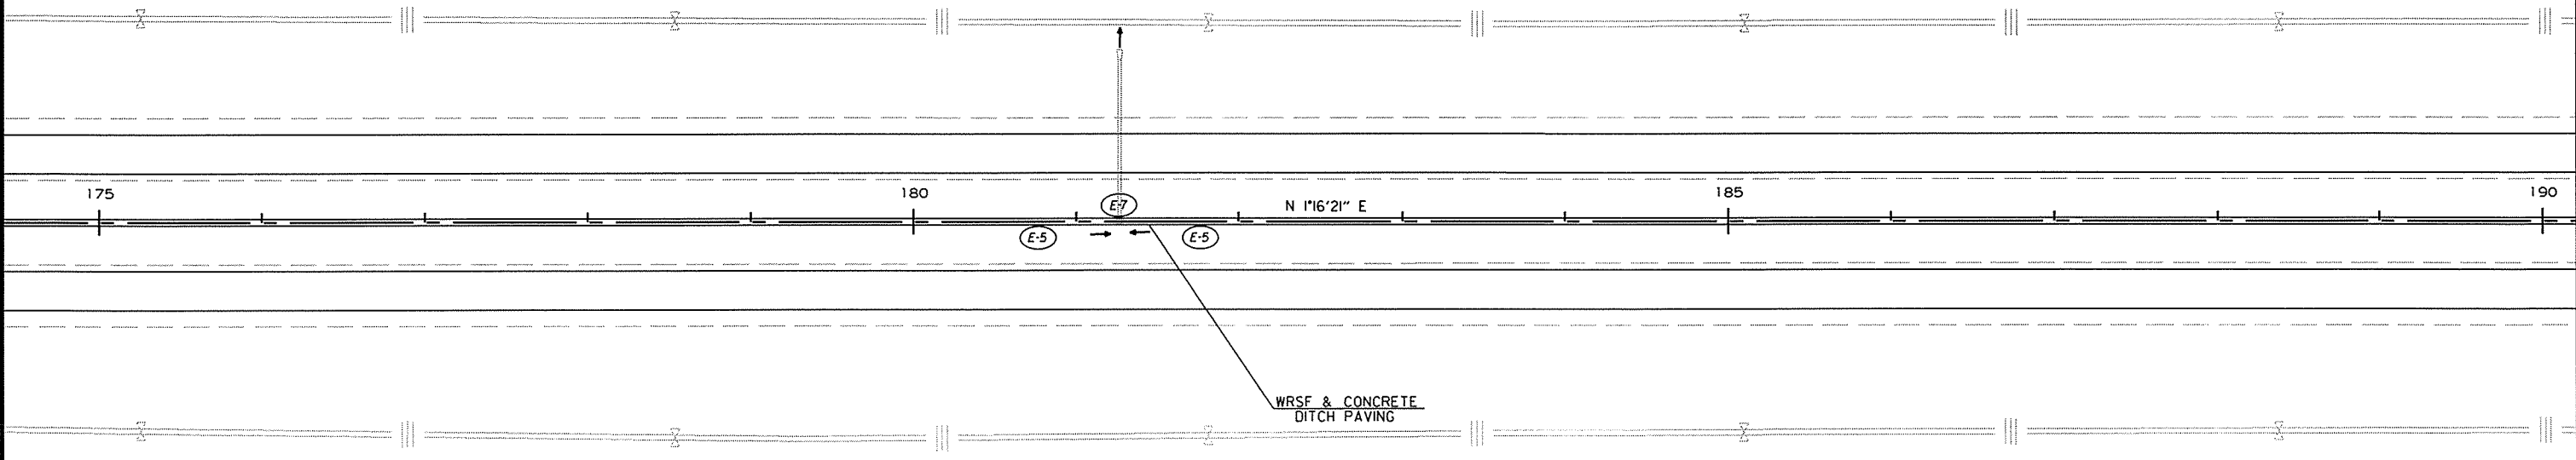 175
180
185
190
E-7
N 1°16'21" E
E-5
E-5
WRSF & CONCRETE
DITCH PAVING